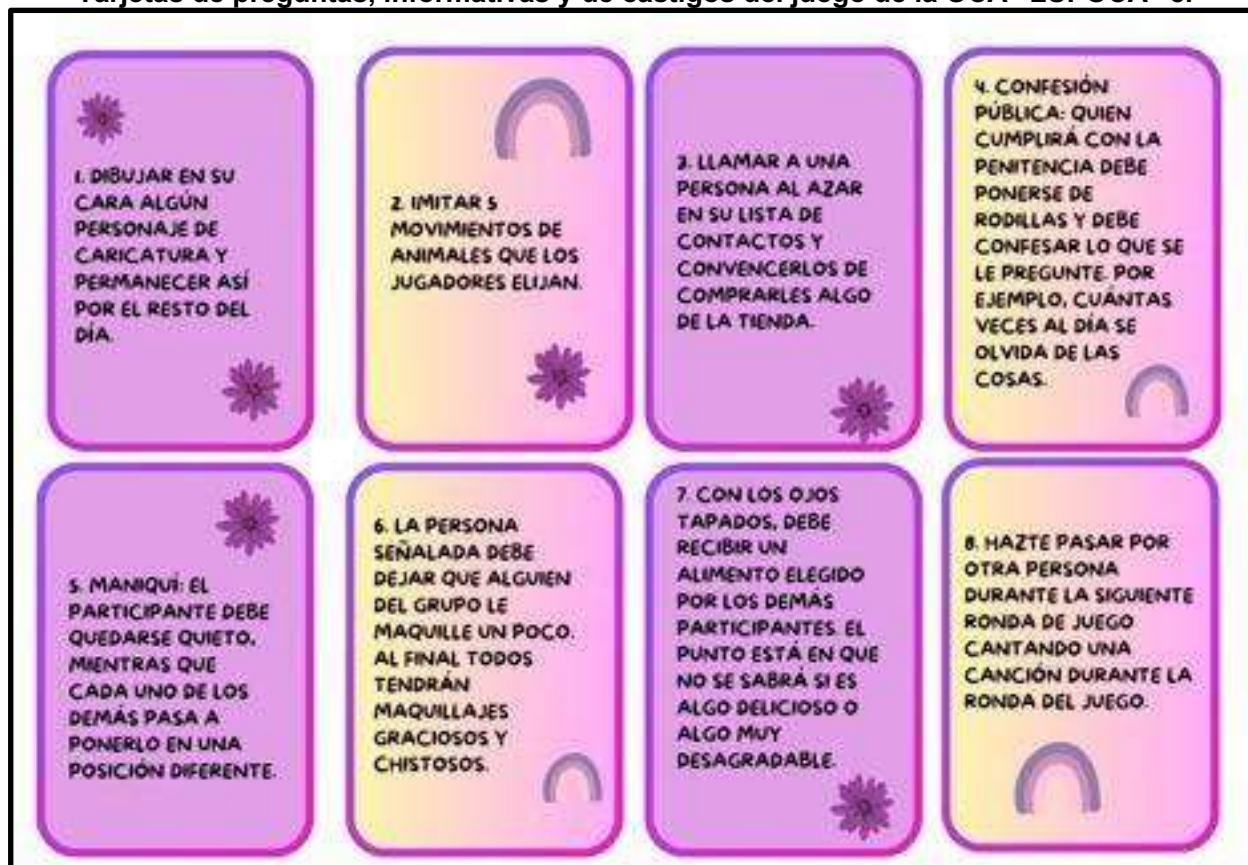 Tarjetas de preguntas, informativas y de castigos del juego de la OCA
1. DIBUJAR EN SU
CARA ALGÚN
PERSONAJE DE
CARICATURA Y
PERMANECER ASÍ
POR EL RESTO DEL
DÍA.
2. IMITAR 5
MOVIMIENTOS DE
ANIMALES QUE LOS
JUGADORES ELIJAN.
3. LLAMAR A UNA
PERSONA AL AZAR
EN SU LISTA DE
CONTACTOS Y
CONVENCERLOS DE
COMPRARLES ALGO
DE LA TIENDA.
4. CONFESIÓN
PÚBLICA: QUIEN
CUMPLIRÁ CON LA
PENITENCIA DEBE
PONERSE DE
RODILLAS Y DEBE
CONFESAR LO QUE SE
LE PREGUNTE. POR
EJEMPLO, CUÁNTAS
VECES AL DÍA SE
OLVIDA DE LAS
COSAS.
5. MANIQUÍ: EL
PARTICIPANTE DEBE
QUEDARSE QUIETO,
MIENTRAS QUE
CADA UNO DE LOS
DEMÁS PASA A
PONERLO EN UNA
POSICIÓN DIFERENTE.
6. LA PERSONA
SEÑALADA DEBE
DEJAR QUE ALGUIEN
DEL GRUPO LE
MAQUILLE UN POCO.
AL FINAL TODOS
TENDRÁN
MAQUILLAJES
GRACIOSOS Y
CHISTOSOS.
7. CON LOS OJOS
TAPADOS, DEBE
RECIBIR UN
ALIMENTO ELEGIDO
POR LOS DEMÁS
PARTICIPANTES. EL
PUNTO ESTÁ EN QUE
NO SE SABRÁ SI ES
ALGO DELICIOSO O
ALGO MUY
DESAGRADABLE.
8. HAZTE PASAR POR
OTRA PERSONA
DURANTE LA SIGUIENTE
RONDA DE JUEGO
CANTANDO UNA
CANCIÓN DURANTE LA
RONDA DEL JUEGO.